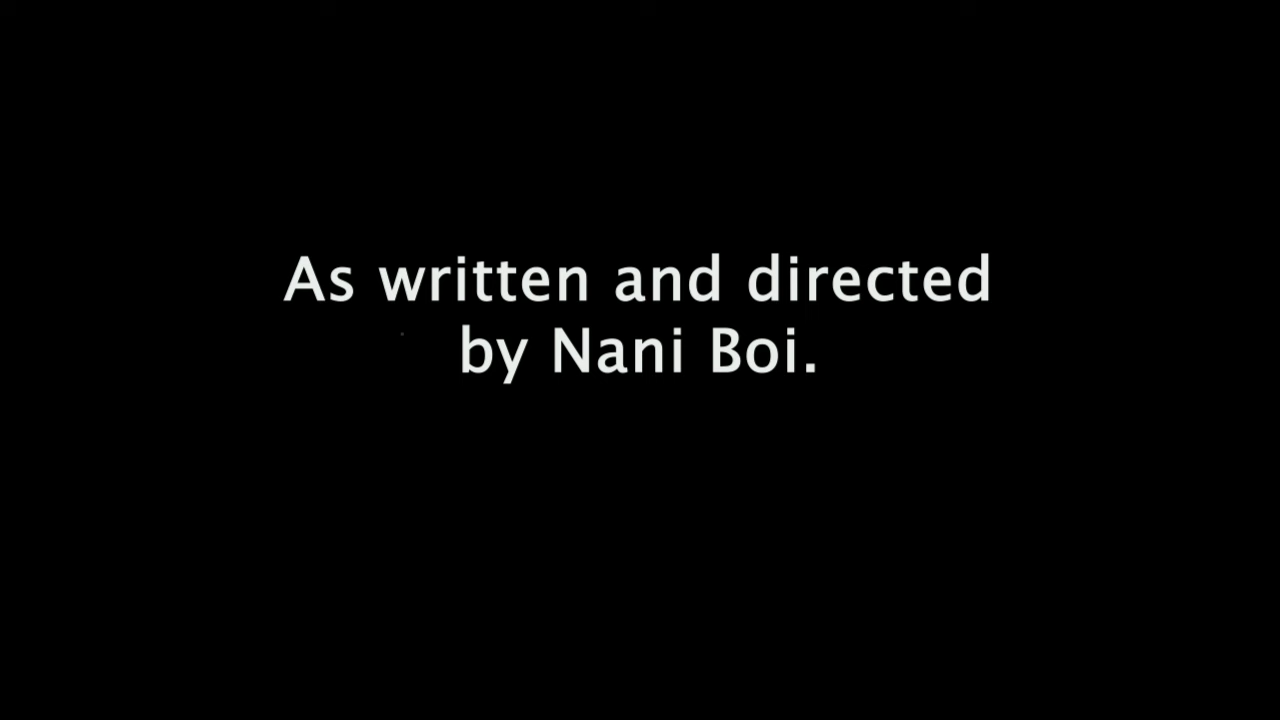 As written and directed
by Nani Boi.